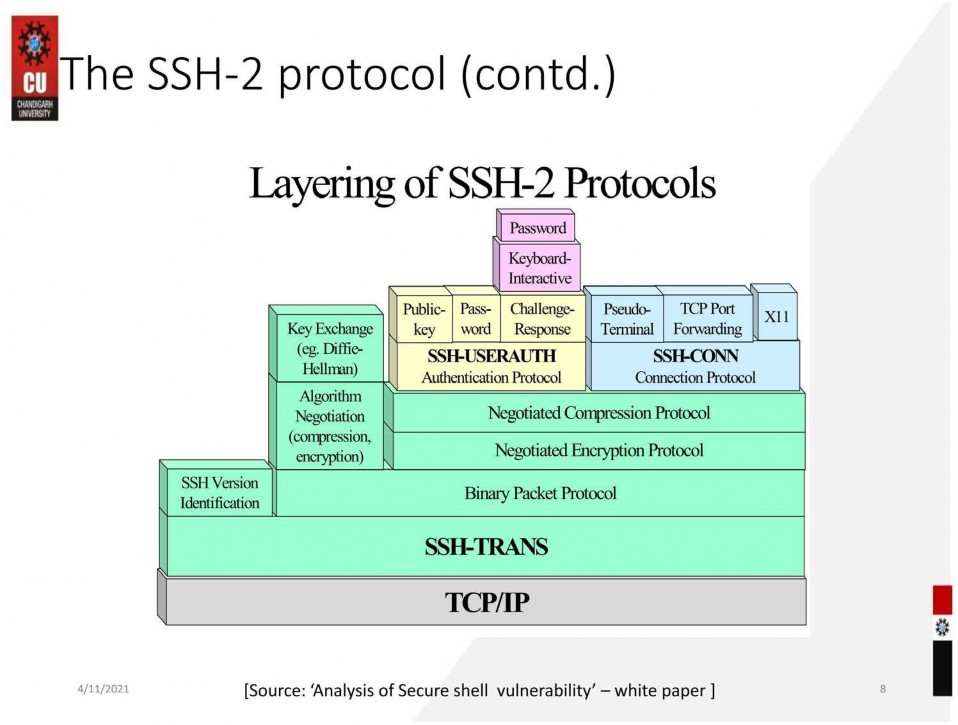 CU
CHANDIGARH
UNIVERSITY
The SSH-2 protocol (contd.)
Layering of SSH-2 Protocols
Password
Keyboard-
Interactive
Public-
key
Pass-
word
Challenge-
Response
Pseudo-
Terminal
TCP Port
Forwarding
X11
Key Exchange
(eg. Diffie-
Hellman)
SSH-USERAUTH
Authentication Protocol
SSH-CONN
Connection Protocol
Algorithm
Negotiation
(compression,
encryption)
Negotiated Compression Protocol
Negotiated Encryption Protocol
SSH Version
Identification
Binary Packet Protocol
SSH-TRANS
TCP/IP
4/11/2021
[Source: ‘Analysis of Secure shell vulnerability’ – white paper ]
8